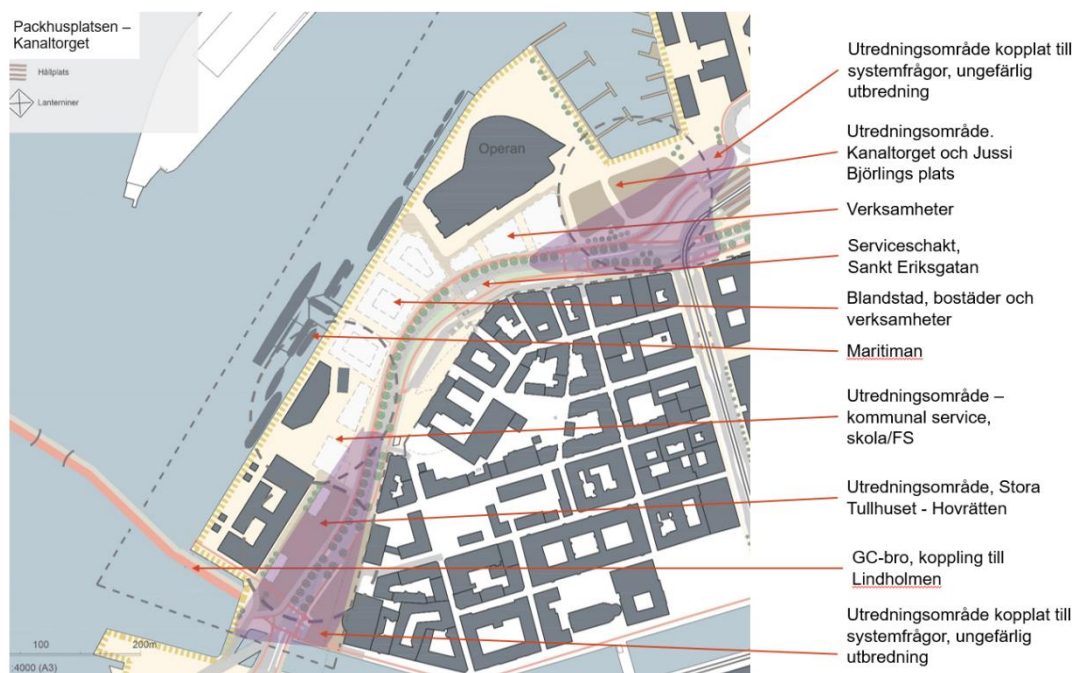 Packhusplatsen –
Kanaltorget
Hållplats
Lanterniner
Operan
100
200m
:4000 (A3)
Utredningsområde kopplat till
systemfrågor, ungefärlig
utbredning
Utredningsområde.
Kanaltorget och Jussi
Björlings plats
Verksamheter
Serviceschakt,
Sankt Eriksgatan
Blandstad, bostäder och
verksamheter
Maritiman
Utredningsområde –
kommunal service,
skola/FS
Utredningsområde, Stora
Tullhuset - Hovrätten
GC-bro, koppling till
Lindholmen
Utredningsområde kopplat till
systemfrågor, ungefärlig
utbredning